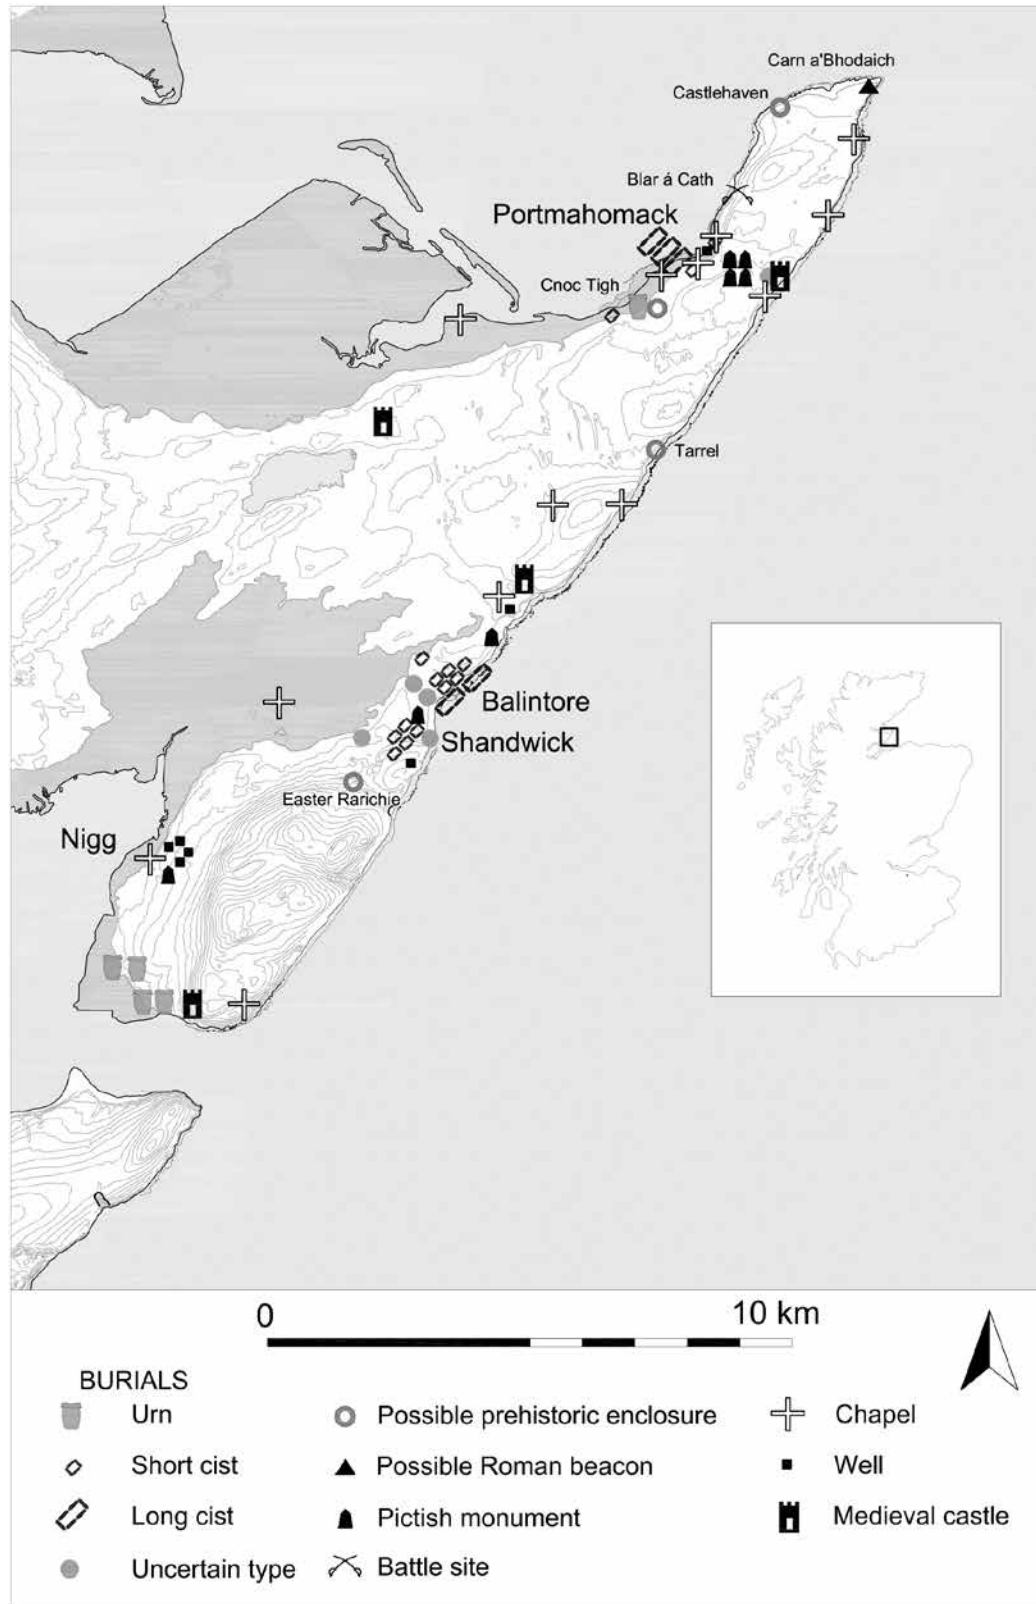 Carn a'Bhodaich
Castlehaven
Blar á Cath
Portmahomack
Cnoc Tigh
Tarrel
Balintore
Shandwick
Easter Rarichie
Nigg
0 10 km
BURIALS
Urn
Short cist
Long cist
Uncertain type
Possible prehistoric enclosure
Possible Roman beacon
Pictish monument
Battle site
Chapel
Well
Medieval castle